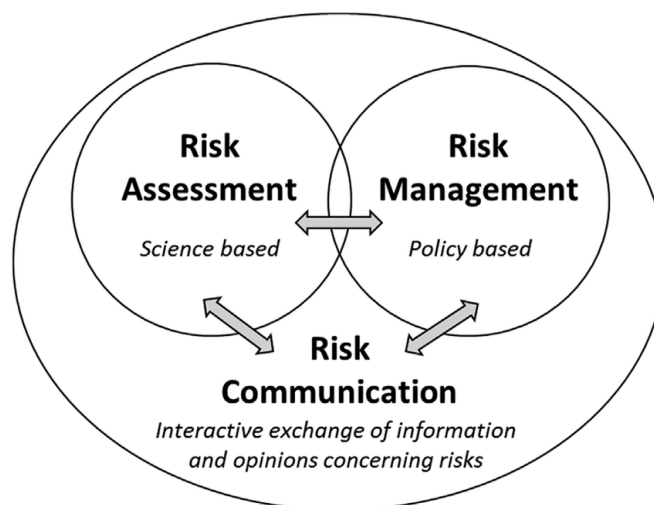 Risk
Assessment
Science based
Risk
Management
Policy based
Risk
Communication
Interactive exchange of information
and opinions concerning risks